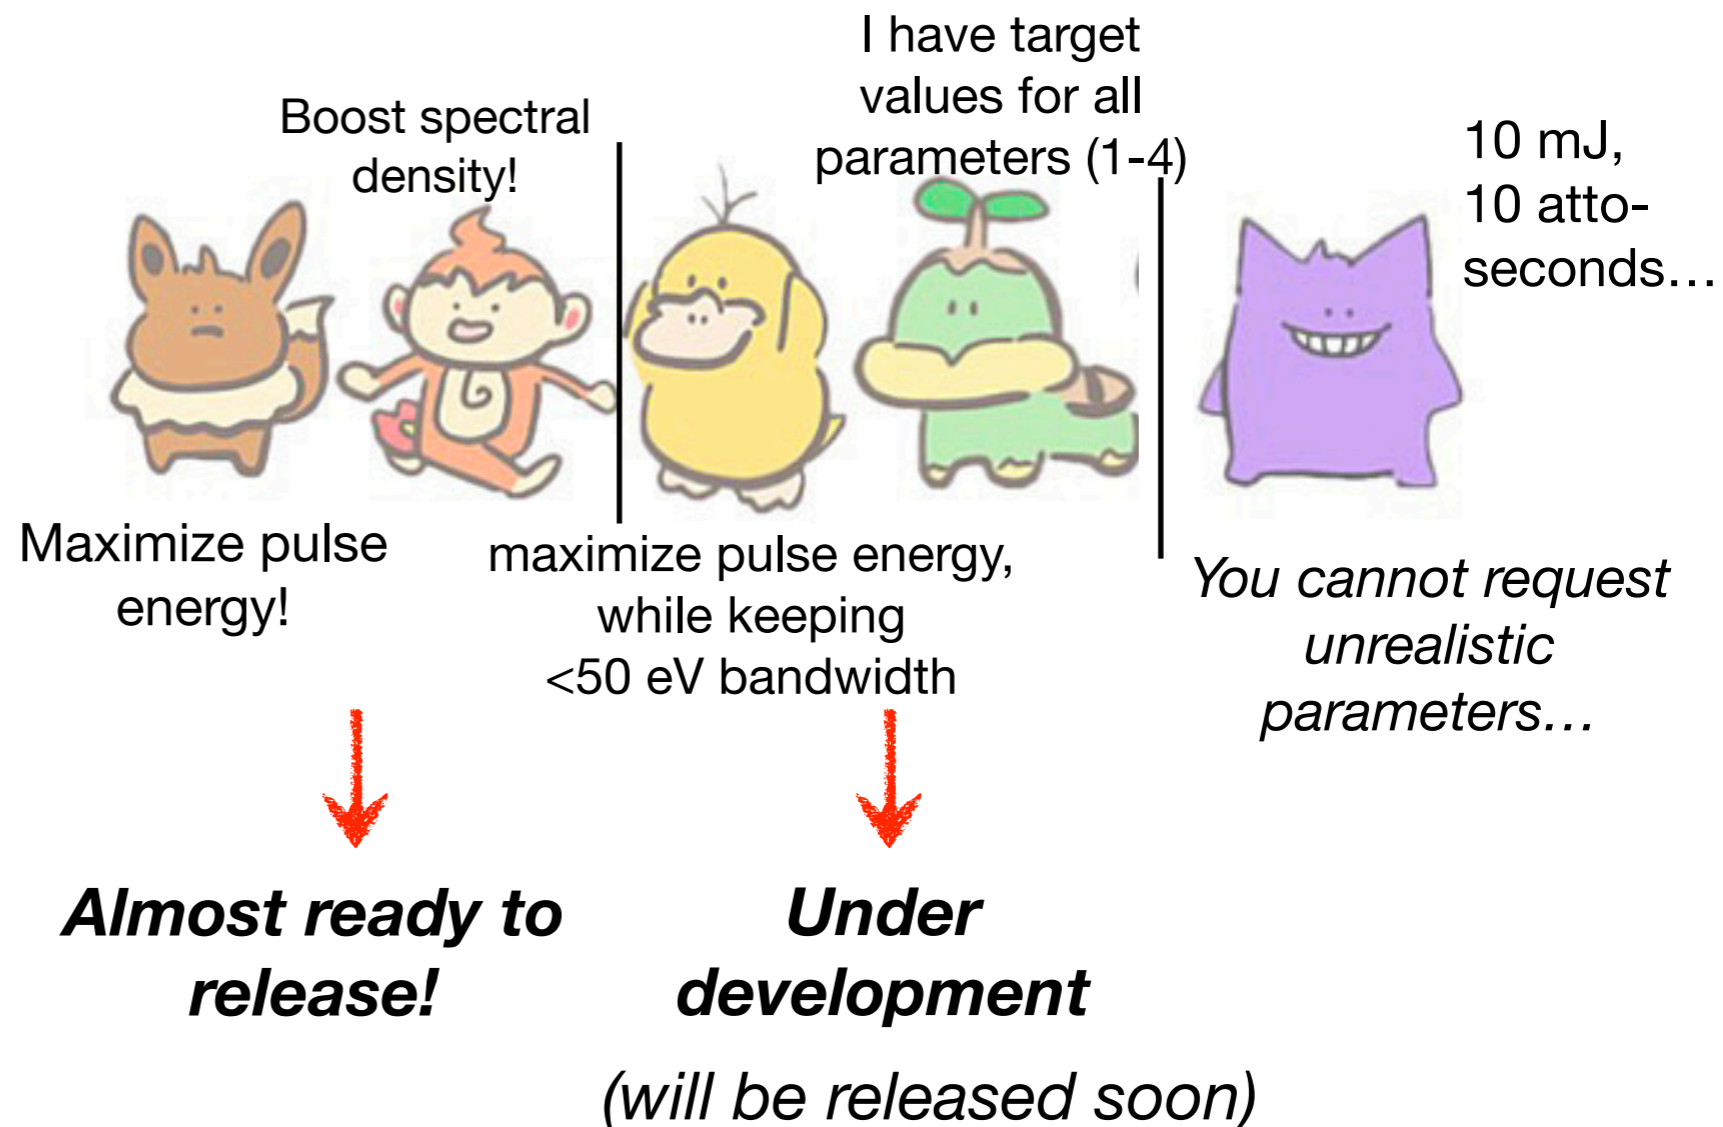 I have target
values for all
parameters (1-4)
Boost spectral
density!
10 mJ,
10 atto-
seconds…
Maximize pulse
energy!
maximize pulse energy,
while keeping
<50 eV bandwidth
You cannot request
unrealistic
parameters…
Almost ready to
release!
Under
development
(will be released soon)